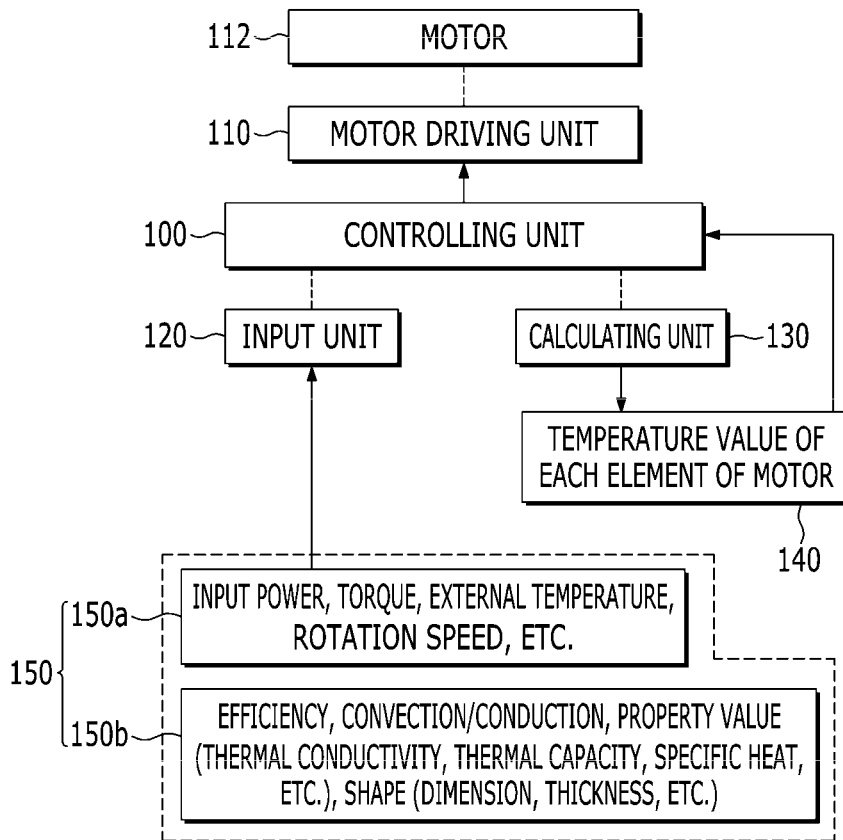 112
MOTOR
110
MOTOR DRIVING UNIT
100
CONTROLLING UNIT
120
INPUT UNIT
CALCULATING UNIT
130
TEMPERATURE VALUE OF
EACH ELEMENT OF MOTOR
140
150
150a
INPUT POWER, TORQUE, EXTERNAL TEMPERATURE,
ROTATION SPEED, ETC.
150b
EFFICIENCY, CONVECTION/CONDUCTION, PROPERTY VALUE
(THERMAL CONDUCTIVITY, THERMAL CAPACITY, SPECIFIC HEAT,
ETC.), SHAPE (DIMENSION, THICKNESS, ETC.)